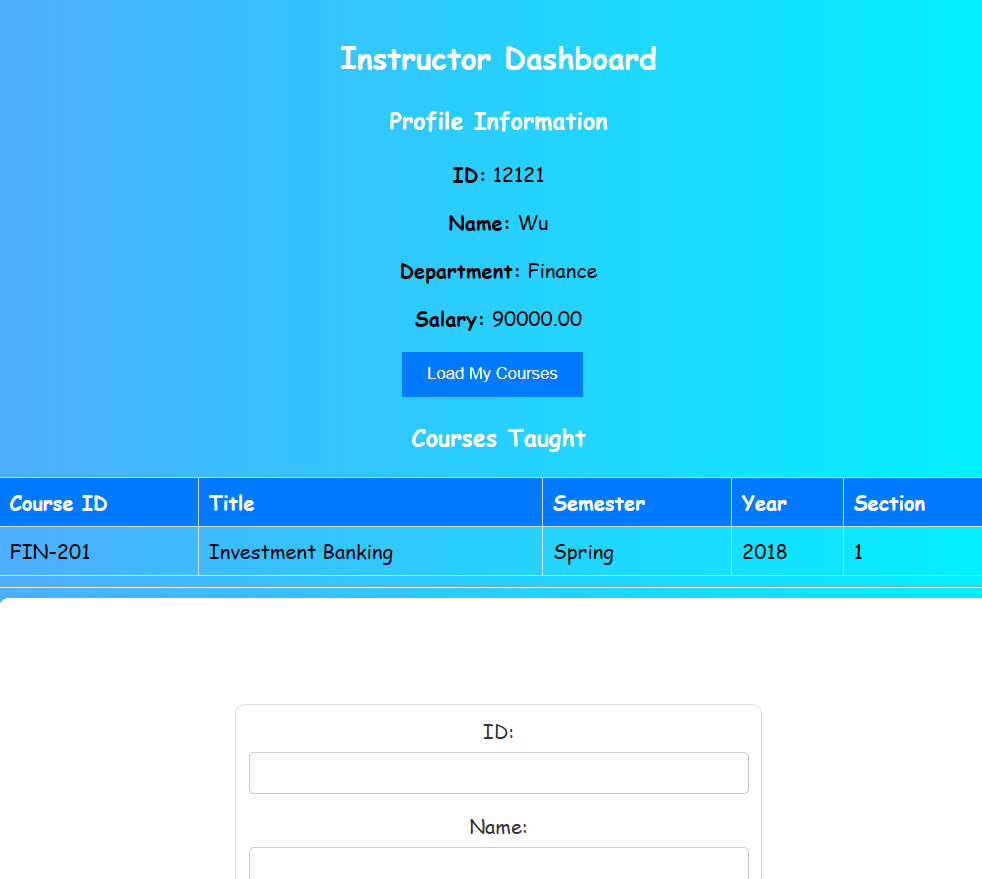 Instructor Dashboard
Profile Information
ID: 12121
Name: Wu
Department: Finance
Salary: 90000.00
Load My Courses
Courses Taught
Course ID Title Semester Year Section
FIN-201 Investment Banking Spring 2018 1
ID:
Name: